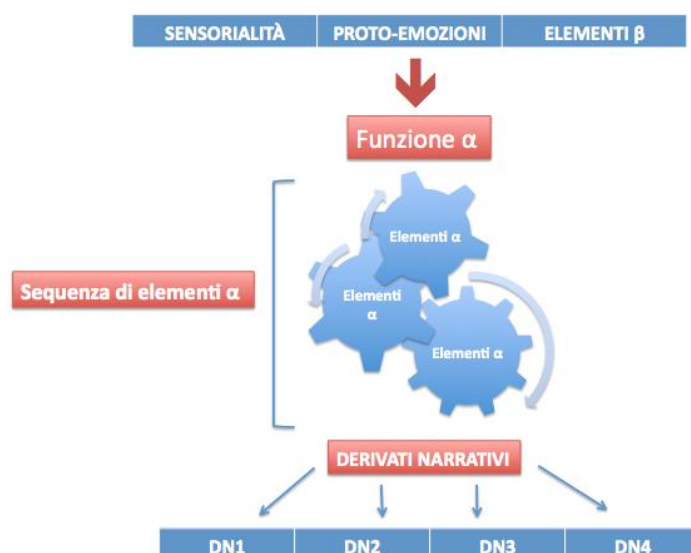 SENSORIALITÀ PROTO-EMOZIONI ELEMENTI β
Funzione α
Elementi α
Sequenza di elementi α
Elementi
α
Elementi α
DERIVATI NARRATIVI
DN1 DN2 DN3 DN4